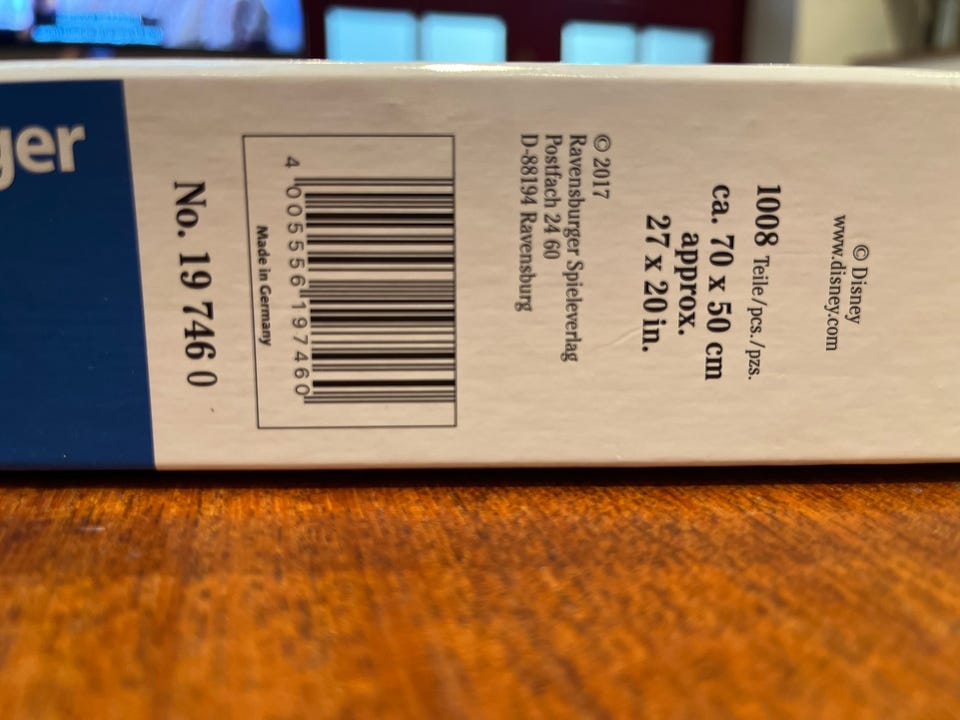 © Disney
www.disney.com
1008 Teile/pcs./pzs.
ca. 70 x 50 cm
approx.
27 x 20 in.
© 2017
Ravensburger Spieleverlag
Postfach 24 60
D-88194 Ravensburg
4 005556 197460
Made in Germany
No. 19 746 0
ger